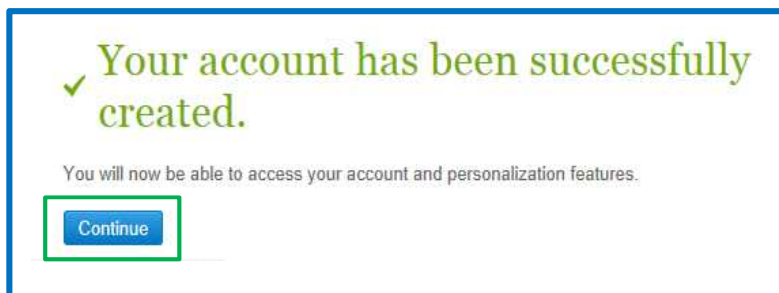 Your account has been successfully
created.
You will now be able to access your account and personalization features.
Continue